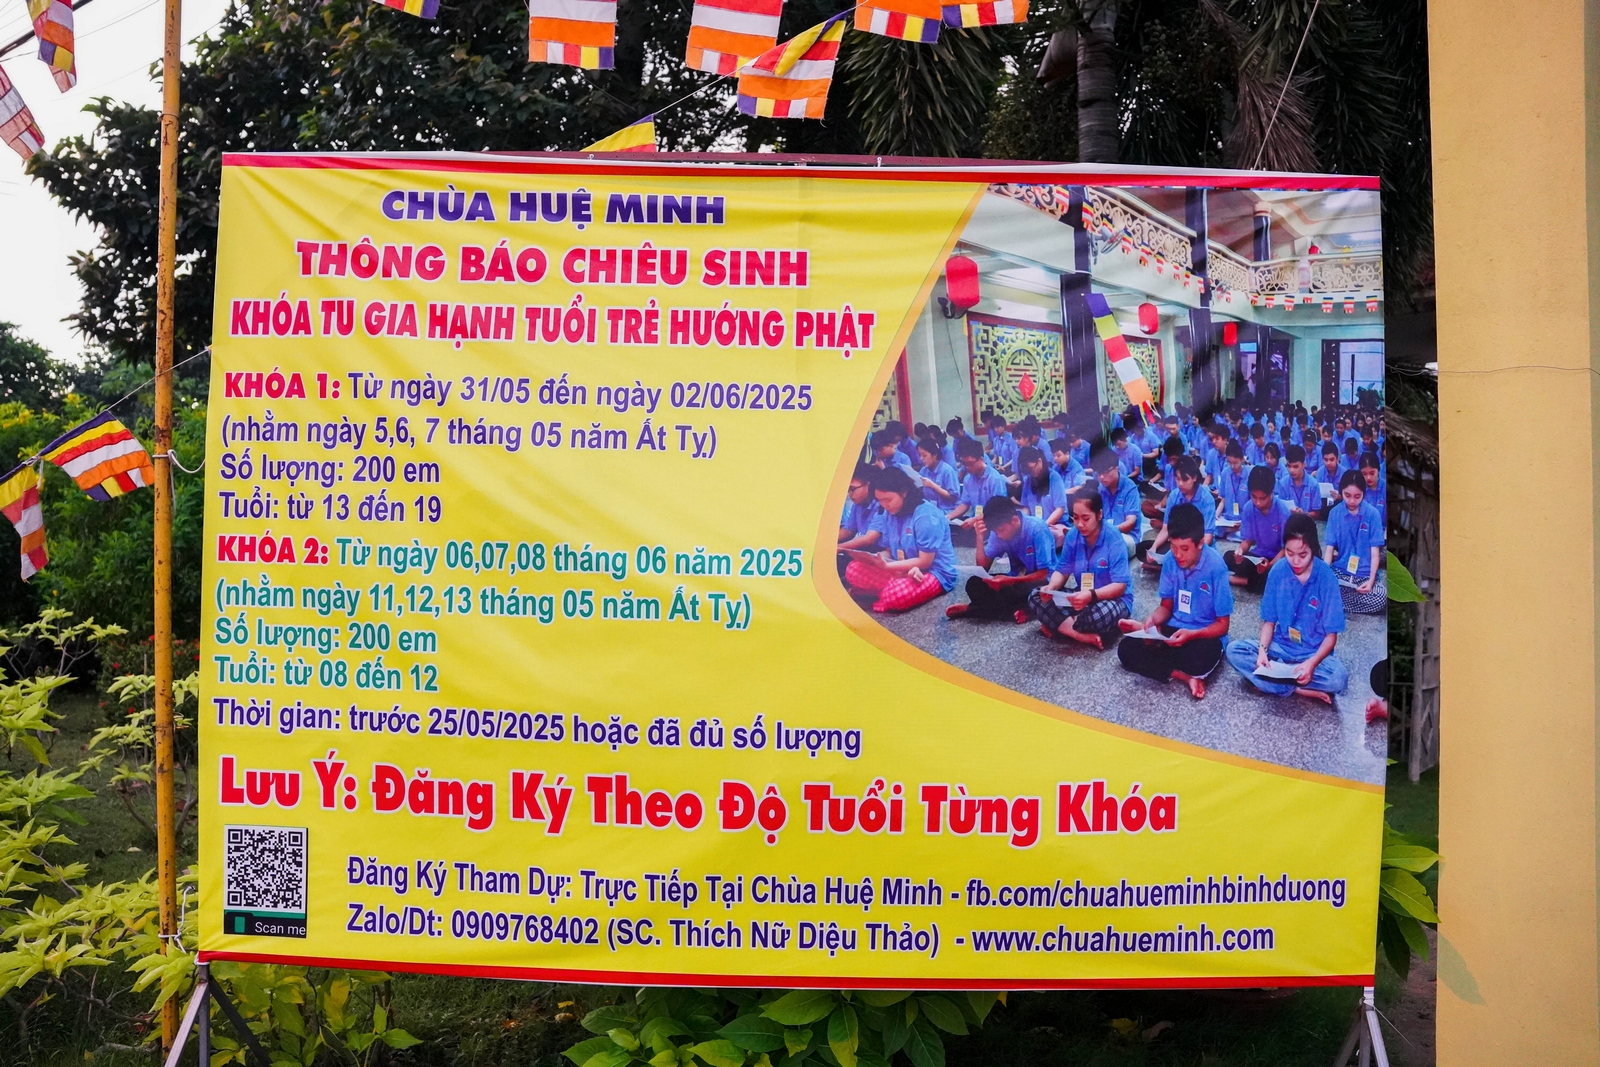 CHÙA HUỆ MINH
THÔNG BÁO CHIÊU SINH
KHÓA TU GIA HẠNH TUỔI TRẺ HƯỚNG PHẬT
KHÓA 1: Từ ngày 31/05 đến ngày 02/06/2025
(nhằm ngày 5,6, 7 tháng 05 năm Ất Tỵ)
Số lượng: 200 em
Tuổi: từ 13 đến 19
KHÓA 2: Từ ngày 06,07,08 tháng 06 năm 2025
(nhằm ngày 11,12,13 tháng 05 năm Ất Tỵ)
Số lượng: 200 em
Tuổi: từ 08 đến 12
Thời gian: trước 25/05/2025 hoặc đã đủ số lượng
Lưu Ý: Đăng Ký Theo Độ Tuổi Từng Khóa
Đăng Ký Tham Dự: Trực Tiếp Tại Chùa Huệ Minh - fb.com/chuahueminhbinhduong
Zalo/Dt: 0909768402 (SC. Thích Nữ Diệu Thảo) - www.chuahueminh.com
Scan me